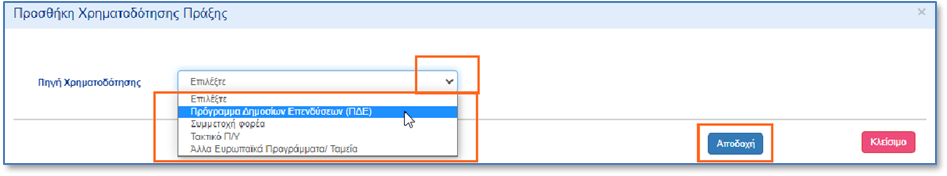 Προσθήκη Χρηματοδότησης Πράξης ×
Πηγή Χρηματοδότησης Επιλέξτε
Επιλέξτε
Πρόγραμμα Δημοσίων Επενδύσεων (ΠΔΕ)
Συμμετοχή φορέα
Τακτικό Π/Υ
Άλλα Ευρωπαϊκά Προγράμματα/ Ταμεία
Αποδοχή Κλείσιμο